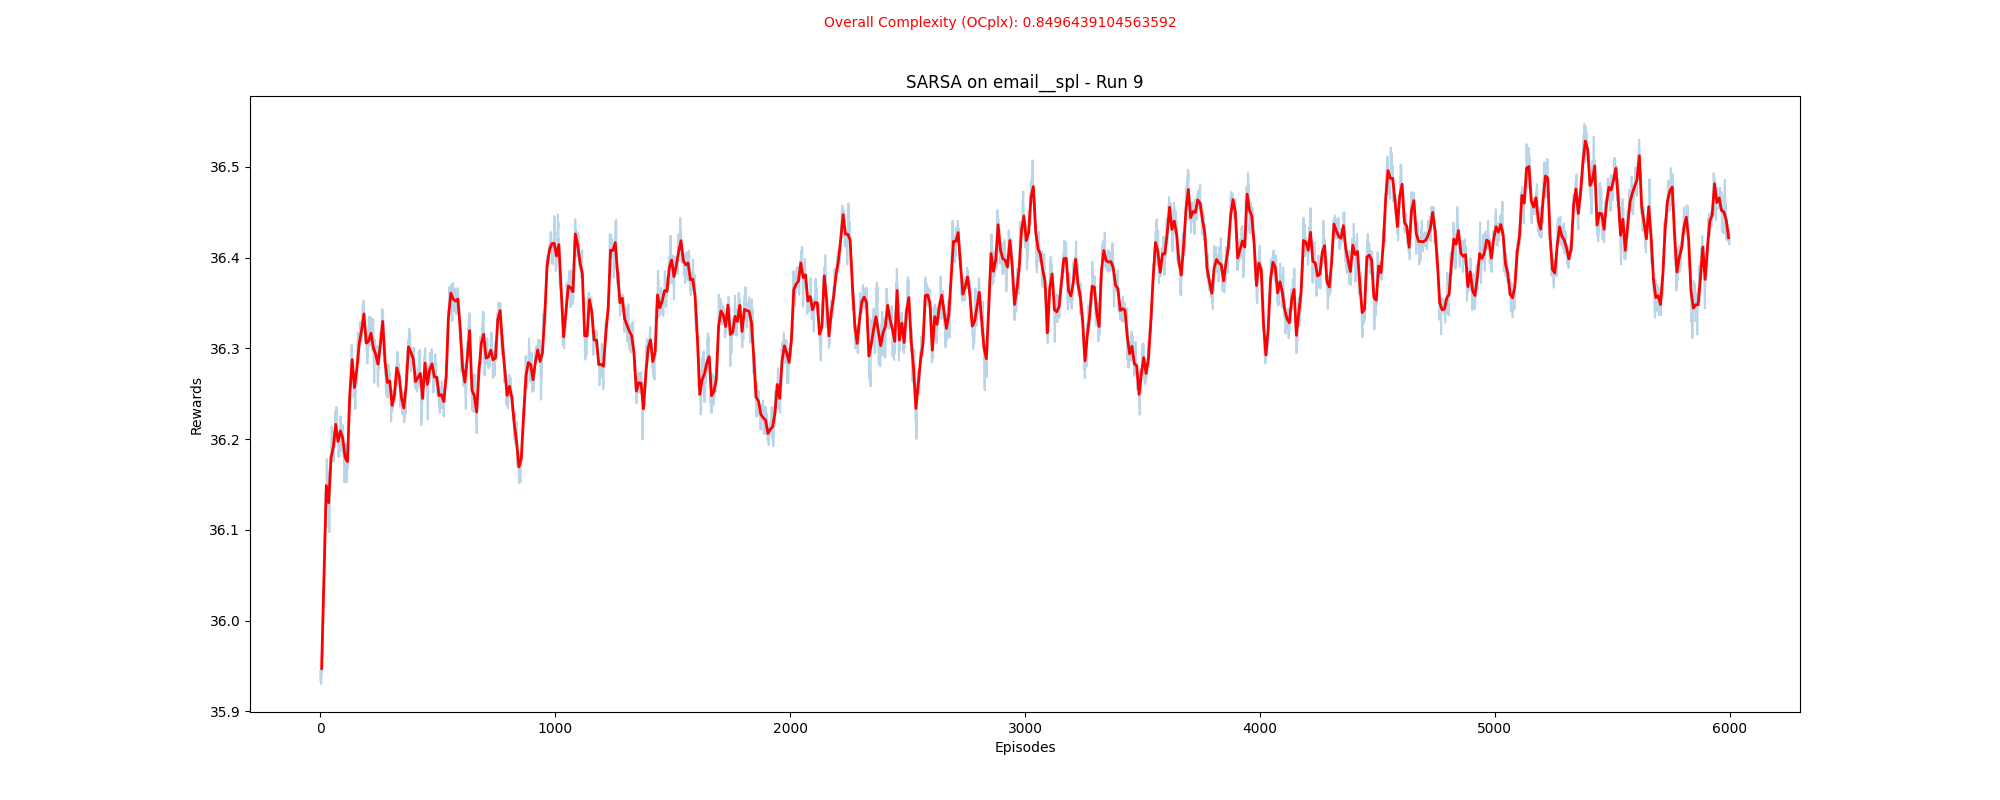 Overall Complexity (OCplx): 0.8496439104563592
SARSA on email__spl - Run 9
36.5
36.4
36.3
36.2
36.1
36.0
35.9
Rewards
0 1000 2000 3000 4000 5000 6000
Episodes